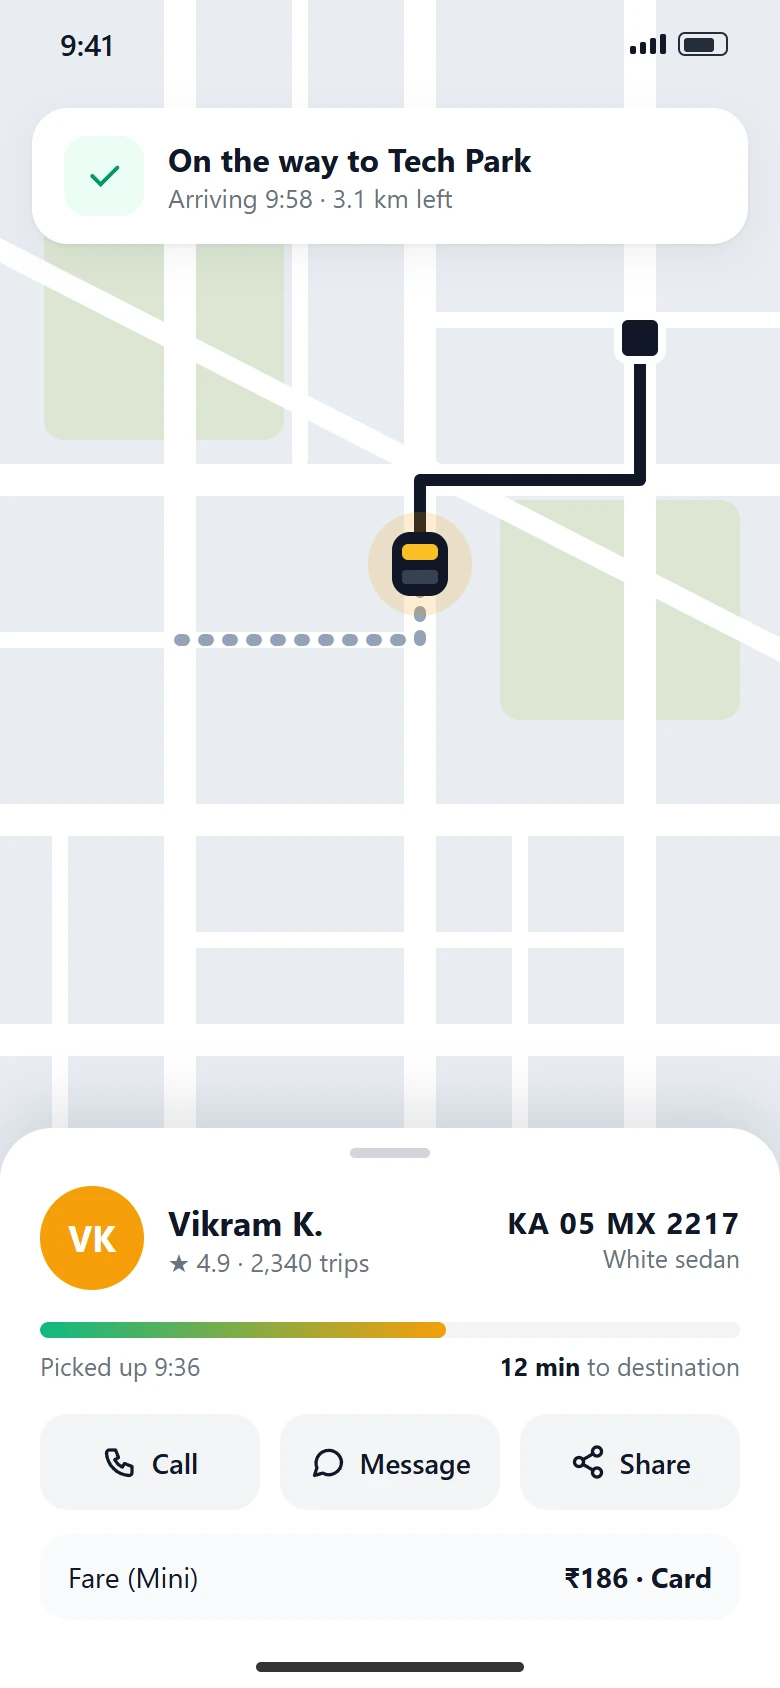 9:41
On the way to Tech Park
Arriving 9:58 · 3.1 km left
VK
Vikram K.
★ 4.9 · 2,340 trips
KA 05 MX 2217
White sedan
Picked up 9:36
12 min to destination
Call
Message
Share
Fare (Mini)
₹186 · Card